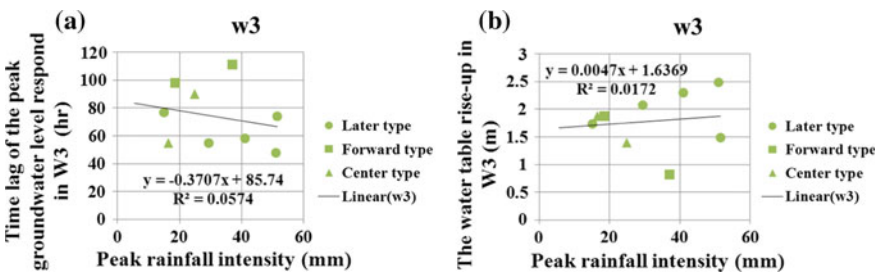 (a)
w3
Time lag of the peak
groundwater level respond
in W3 (hr)
120
100
80
60
40
20
0
y = -0.3707x + 85.74
R² = 0.0574
0
20
40
60
Peak rainfall intensity (mm)
Later type
Forward type
Center type
Linear(w3)
(b)
w3
The water table rise-up in
W3 (m)
3
2.5
2
1.5
1
0.5
0
y = 0.0047x + 1.6369
R² = 0.0172
0
20
40
60
Peak rainfall intensity (mm)
Later type
Forward type
Center type
Linear(w3)